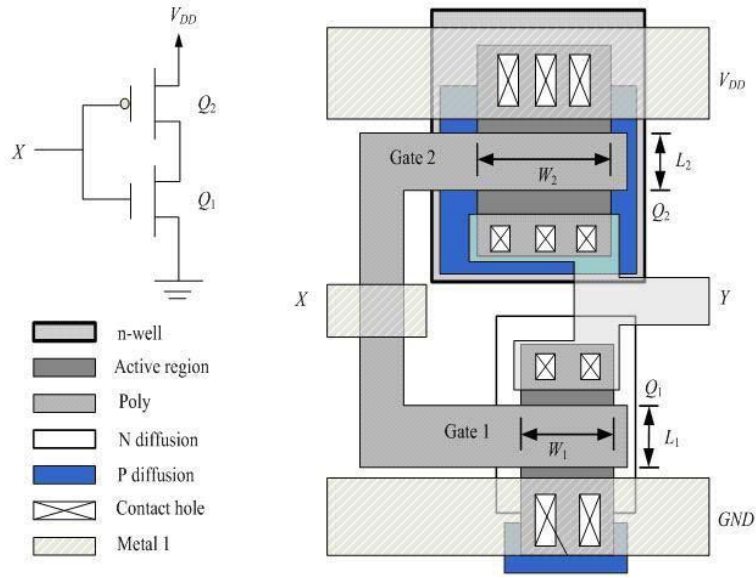 V_DD
Q_2
X
Q_1
n-well
Active region
Poly
N diffusion
P diffusion
Contact hole
Metal 1
V_DD
Gate 2
W_2
L_2
Q_2
X
Y
Q_1
Gate 1
W_1
L_1
GND